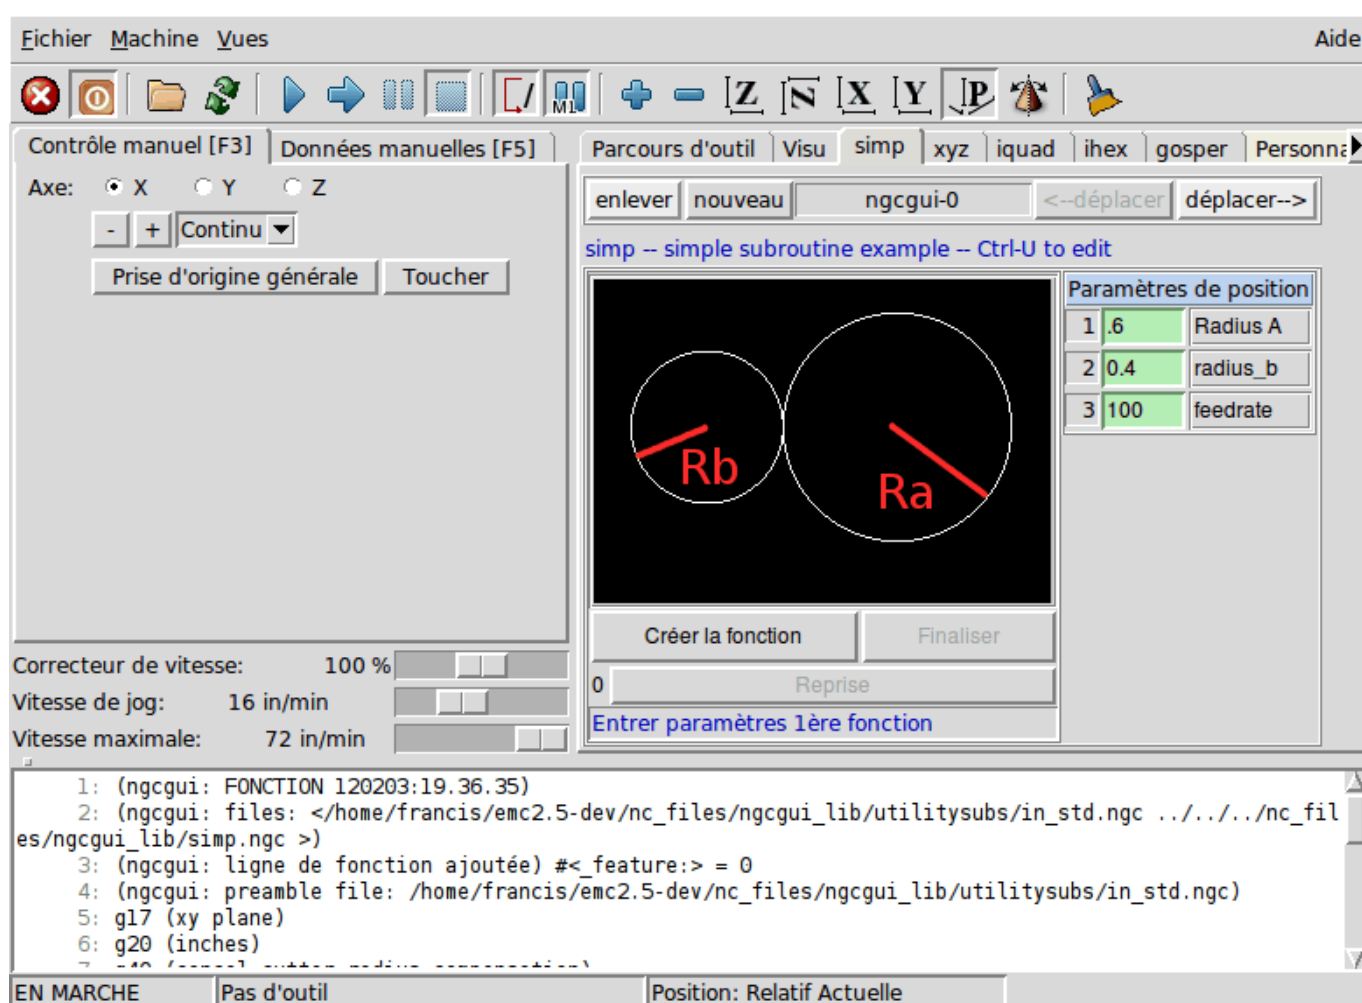 Fichier Machine Vues Aide
M1 Z N X Y P
Contrôle manuel [F3] Données manuelles [F5]
Axe: X Y Z
- + Continu
Prise d'origine générale Toucher
Parcours d'outil Visu simp xyz iquad ihex gosper Personna
enlever nouveau ngcgui-0 <--déplacer déplacer-->
simp -- simple subroutine example -- Ctrl-U to edit
Rb Ra
Paramètres de position
1 .6 Radius A
2 0.4 radius_b
3 100 feedrate
Créer la fonction Finaliser
0 Reprise
Entrer paramètres 1ère fonction
Correcteur de vitesse: 100 %
Vitesse de jog: 16 in/min
Vitesse maximale: 72 in/min
1: (ngcgui: FONCTION 120203:19.36.35)
2: (ngcgui: files: </home/francis/emc2.5-dev/nc_files/ngcgui_lib/utilitysubs/in_std.ngc ../../../nc_fil
es/ngcgui_lib/simp.ngc >)
3: (ngcgui: ligne de fonction ajoutée) #<_feature:> = 0
4: (ngcgui: preamble file: /home/francis/emc2.5-dev/nc_files/ngcgui_lib/utilitysubs/in_std.ngc)
5: g17 (xy plane)
6: g20 (inches)
EN MARCHE Pas d'outil Position: Relatif Actuelle